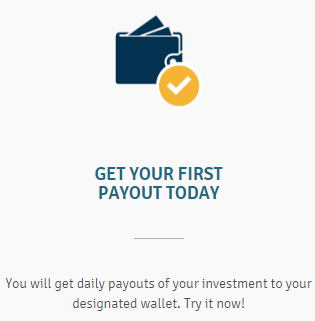 GET YOUR FIRST
PAYOUT TODAY
You will get daily payouts of your investment to your
designated wallet. Try it now!